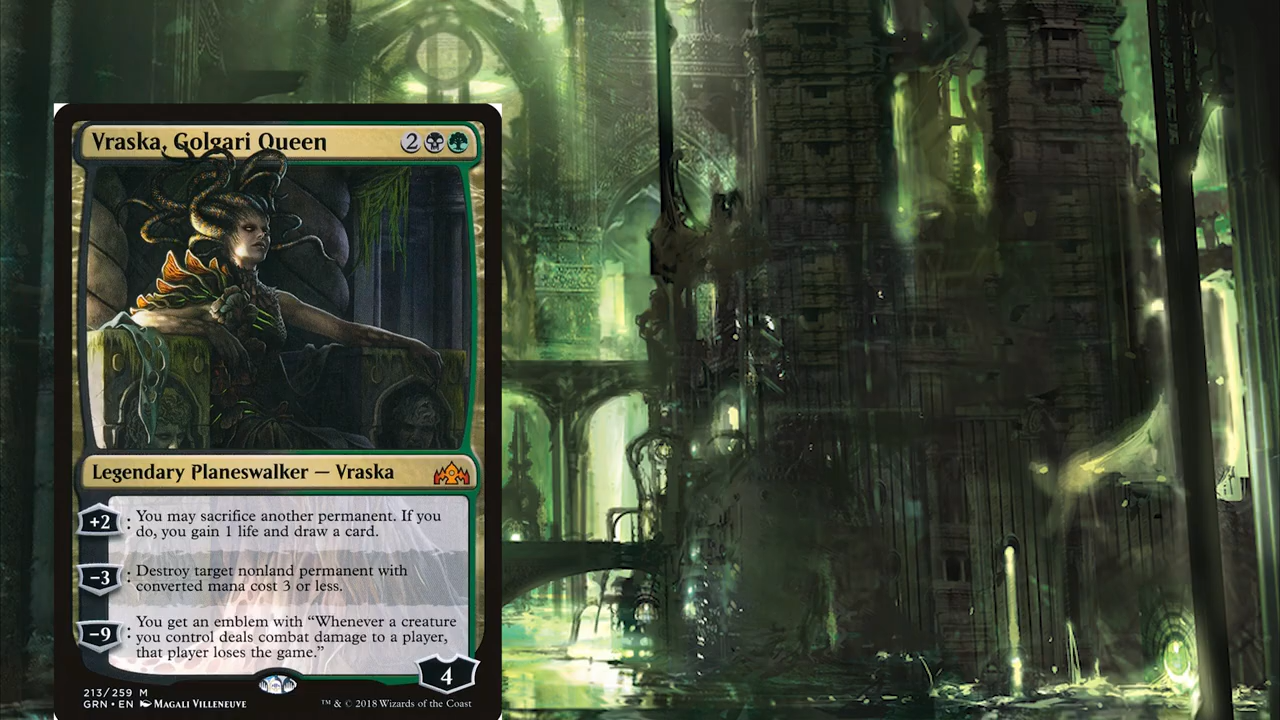 Vraska, Golgari Queen 2
Legendary Planeswalker — Vraska
+2 : You may sacrifice another permanent. If you
do, you gain 1 life and draw a card.
−3 : Destroy target nonland permanent with
converted mana cost 3 or less.
−9 : You get an emblem with “Whenever a creature
you control deals combat damage to a player,
that player loses the game.”
4
213/259 M
GRN • EN Magali Villeneuve ™ & © 2018 Wizards of the Coast